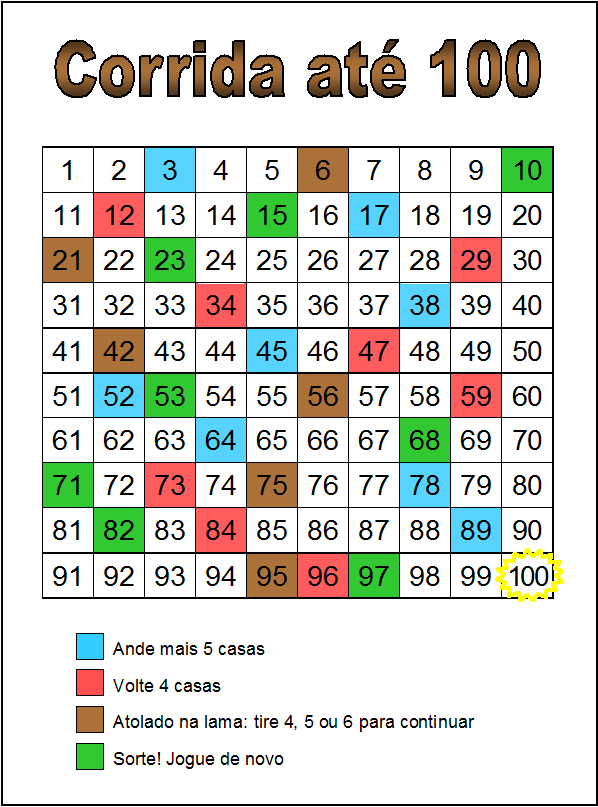 Corrida até 100
1 2 3 4 5 6 7 8 9 10
11 12 13 14 15 16 17 18 19 20
21 22 23 24 25 26 27 28 29 30
31 32 33 34 35 36 37 38 39 40
41 42 43 44 45 46 47 48 49 50
51 52 53 54 55 56 57 58 59 60
61 62 63 64 65 66 67 68 69 70
71 72 73 74 75 76 77 78 79 80
81 82 83 84 85 86 87 88 89 90
91 92 93 94 95 96 97 98 99 100
Ande mais 5 casas
Volte 4 casas
Atolado na lama: tire 4, 5 ou 6 para continuar
Sorte! Jogue de novo